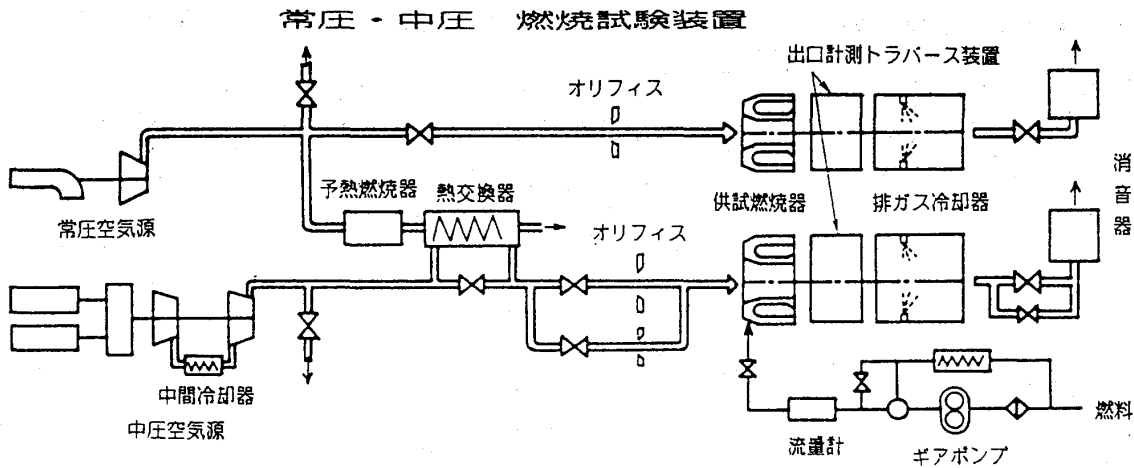 常圧・中圧　燃焼試験装置
出口計測トラバース装置
オリフィス
消音器
予熱燃焼器
熱交換器
供試燃焼器
排ガス冷却器
常圧空気源
オリフィス
中間冷却器
中圧空気源
流量計
ギアポンプ
燃料